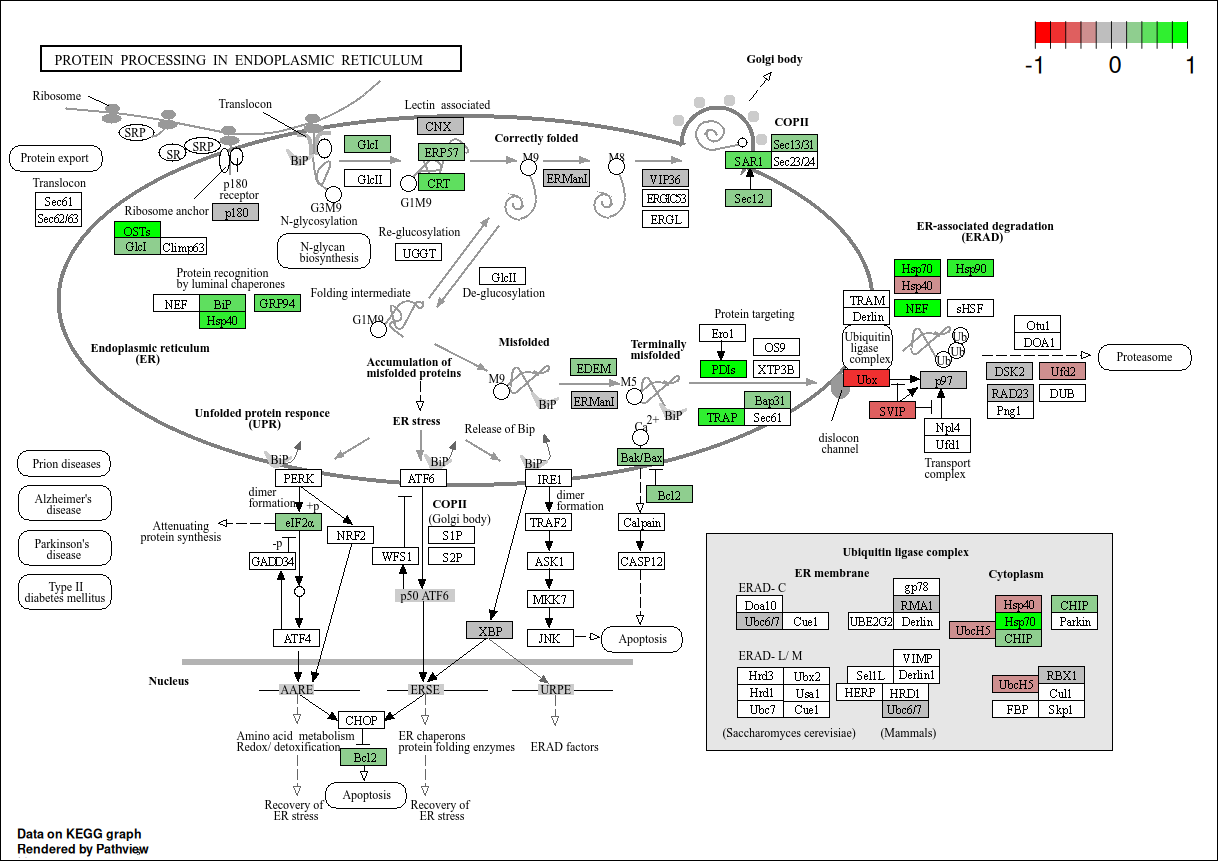 PROTEIN PROCESSING IN ENDOPLASMIC RETICULUM
-1 0 1
Golgi body
Ribosome
Translocon
Lectin associated
COPII
SRP
SRP
SR
CNX
Correctly folded
Protein export
BiP
GlcI
ERP57
M9
M8
Sec13/31
SAR1
Sec23/24
GlcII
CRT
ERManI
VIP36
Translocon
Sec61
Sec62/63
p180
receptor
G1M9
ERGIC53
Sec12
Ribosome anchor
p180
G3M9
N-glycosylation
ERGL
OSTs
GlcI
Climp63
N-glycan
biosynthesis
Re-glucosylation
UGGT
ER-associated degradation
(ERAD)
Protein recognition
by luminal chaperones
GlcII
De-glucosylation
Hsp70
Hsp90
Hsp40
NEF
BiP
GRP94
Hsp40
Folding intermediate
G1M9
TRAM
Derlin
NEF
sHSF
Protein targeting
Ero1
OS9
Ubiquitin
ligase
complex
Ub
Ub
Ub
Otu1
DOA1
Proteasome
Endoplasmic reticulum
(ER)
Accumulation of
misfolded proteins
Misfolded
Terminally
misfolded
EDEM
PDIs
XTP3B
M9
M5
ERManI
BiP
BiP
Ubx
p97
DSK2
Ufd2
RAD23
DUB
Png1
Bap31
TRAP
Sec61
SVIP
Unfolded protein responce
(UPR)
ER stress
Release of Bip
Ca2+
dislocon
channel
Npl4
Ufd1
Transport
complex
BiP
BiP
BiP
Bak/Bax
Prion diseases
PERK
ATF6
IRE1
Bcl2
Alzheimer's
disease
dimer
formation
+p
COPII
(Golgi body)
dimer
formation
Attenuating
protein synthesis
eIF2α
NRF2
S1P
TRAF2
Calpain
Parkinson's
disease
-p
GADD34
WFS1
S2P
ASK1
CASP12
Type II
diabetes mellitus
p50 ATF6
MKK7
ATF4
XBP
JNK
Apoptosis
Nucleus
AARE
ERSE
URPE
CHOP
Amino acid metabolism
Redox/ detoxification
ER chaperons
protein folding enzymes
ERAD factors
Bcl2
Apoptosis
Recovery of
ER stress
Recovery of
ER stress
Ubiquitin ligase complex
ER membrane
Cytoplasm
ERAD- C
gp78
Doa10
RMA1
Hsp40
CHIP
Ubc6/7
Cue1
UBE2G2
Derlin
UbcH5
Hsp70
Parkin
CHIP
ERAD- L/ M
VIMP
Hrd3
Ubx2
Sel1L
Derlin1
RBX1
Hrd1
Usa1
HERP
HRD1
UbcH5
Cul1
Ubc7
Cue1
Ubc6/7
FBP
Skp1
(Saccharomyces cerevisiae)
(Mammals)
Data on KEGG graph
Rendered by Pathview